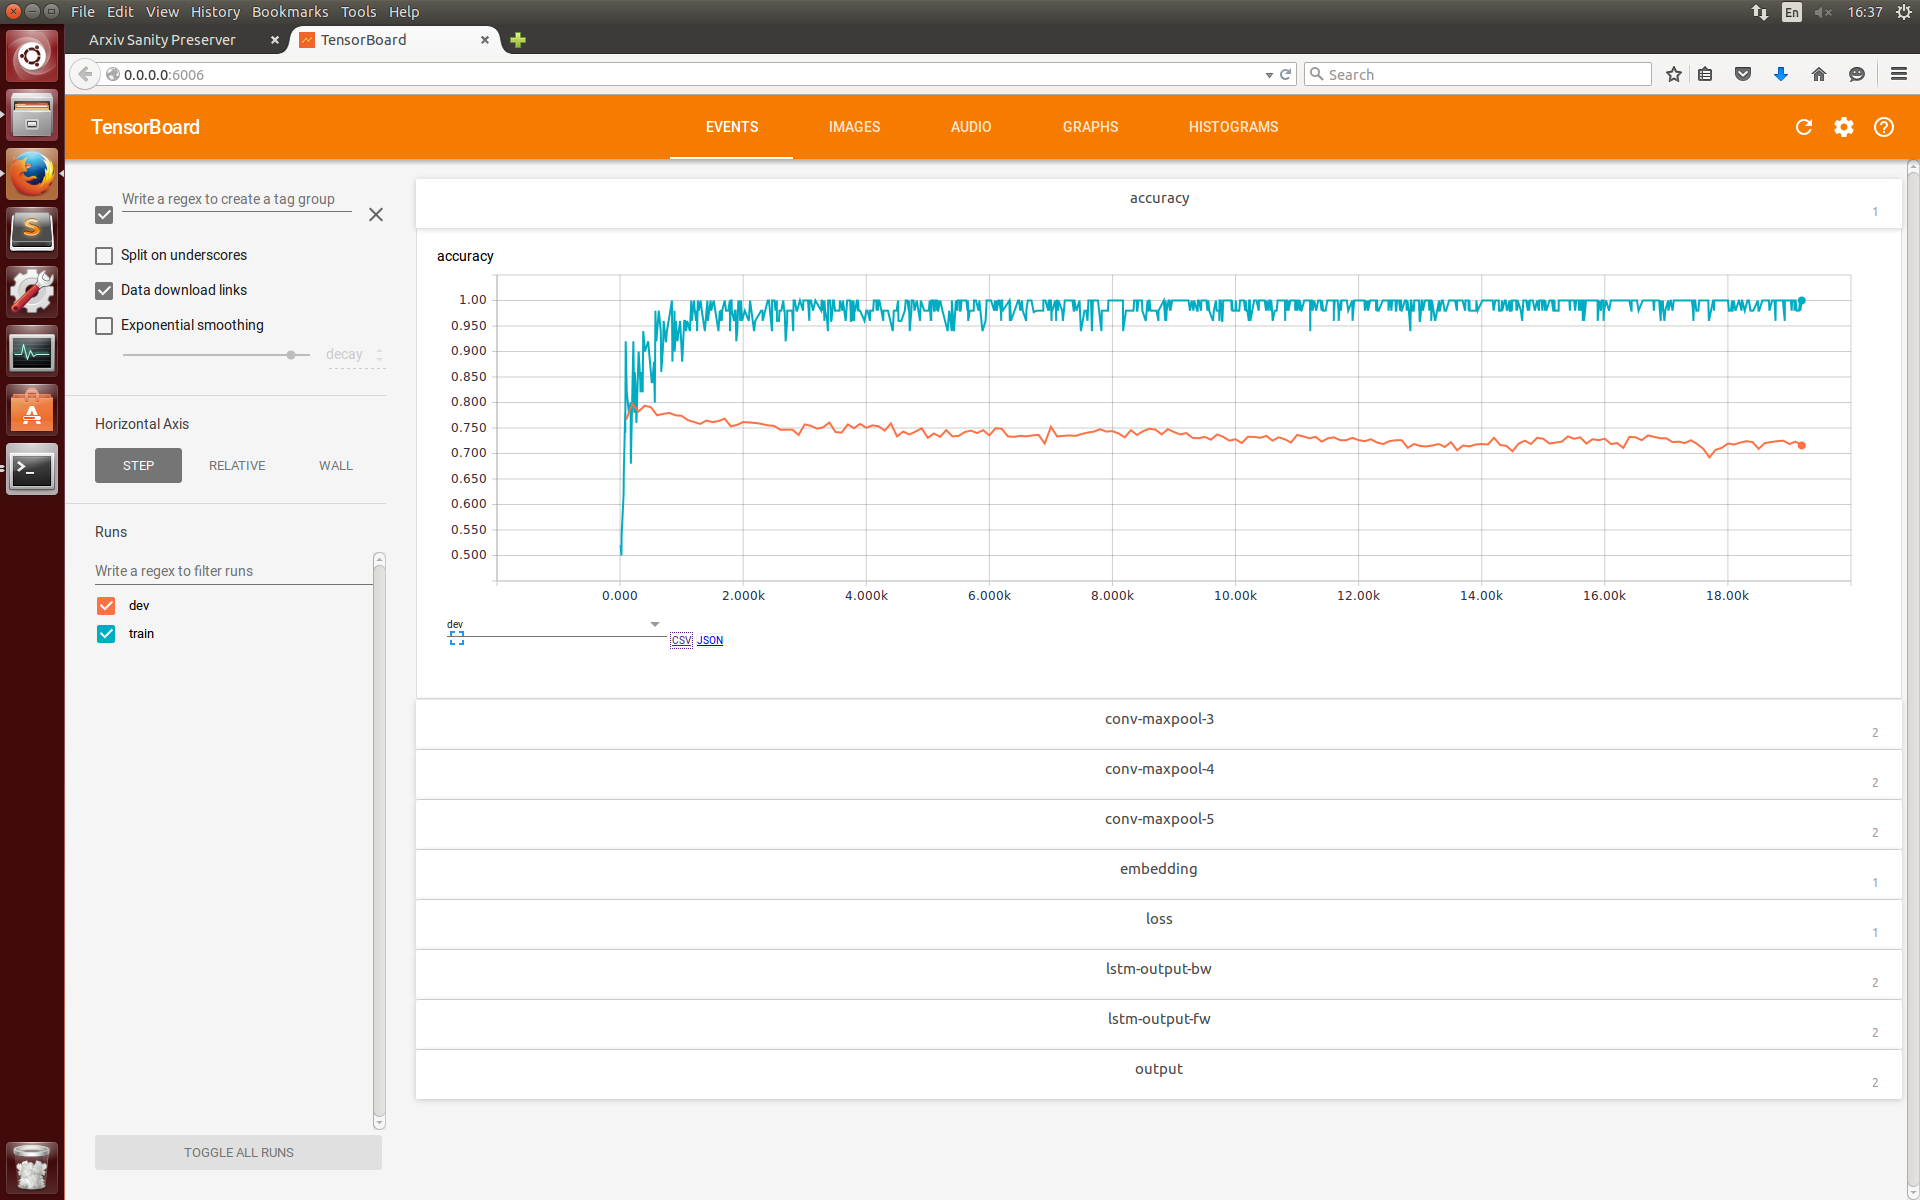 File Edit View History Bookmarks Tools Help
En
16:37
Arxiv Sanity Preserver
TensorBoard
0.0.0.0:6006
Search
TensorBoard
EVENTS
IMAGES
AUDIO
GRAPHS
HISTOGRAMS
Write a regex to create a tag group
Split on underscores
Data download links
Exponential smoothing
decay
Horizontal Axis
STEP
RELATIVE
WALL
Runs
Write a regex to filter runs
dev
train
TOGGLE ALL RUNS
accuracy
1
accuracy
1.00
0.950
0.900
0.850
0.800
0.750
0.700
0.650
0.600
0.550
0.500
0.000 2.000k 4.000k 6.000k 8.000k 10.00k 12.00k 14.00k 16.00k 18.00k
dev
CSV JSON
conv-maxpool-3
2
conv-maxpool-4
2
conv-maxpool-5
2
embedding
1
loss
1
lstm-output-bw
2
lstm-output-fw
2
output
2